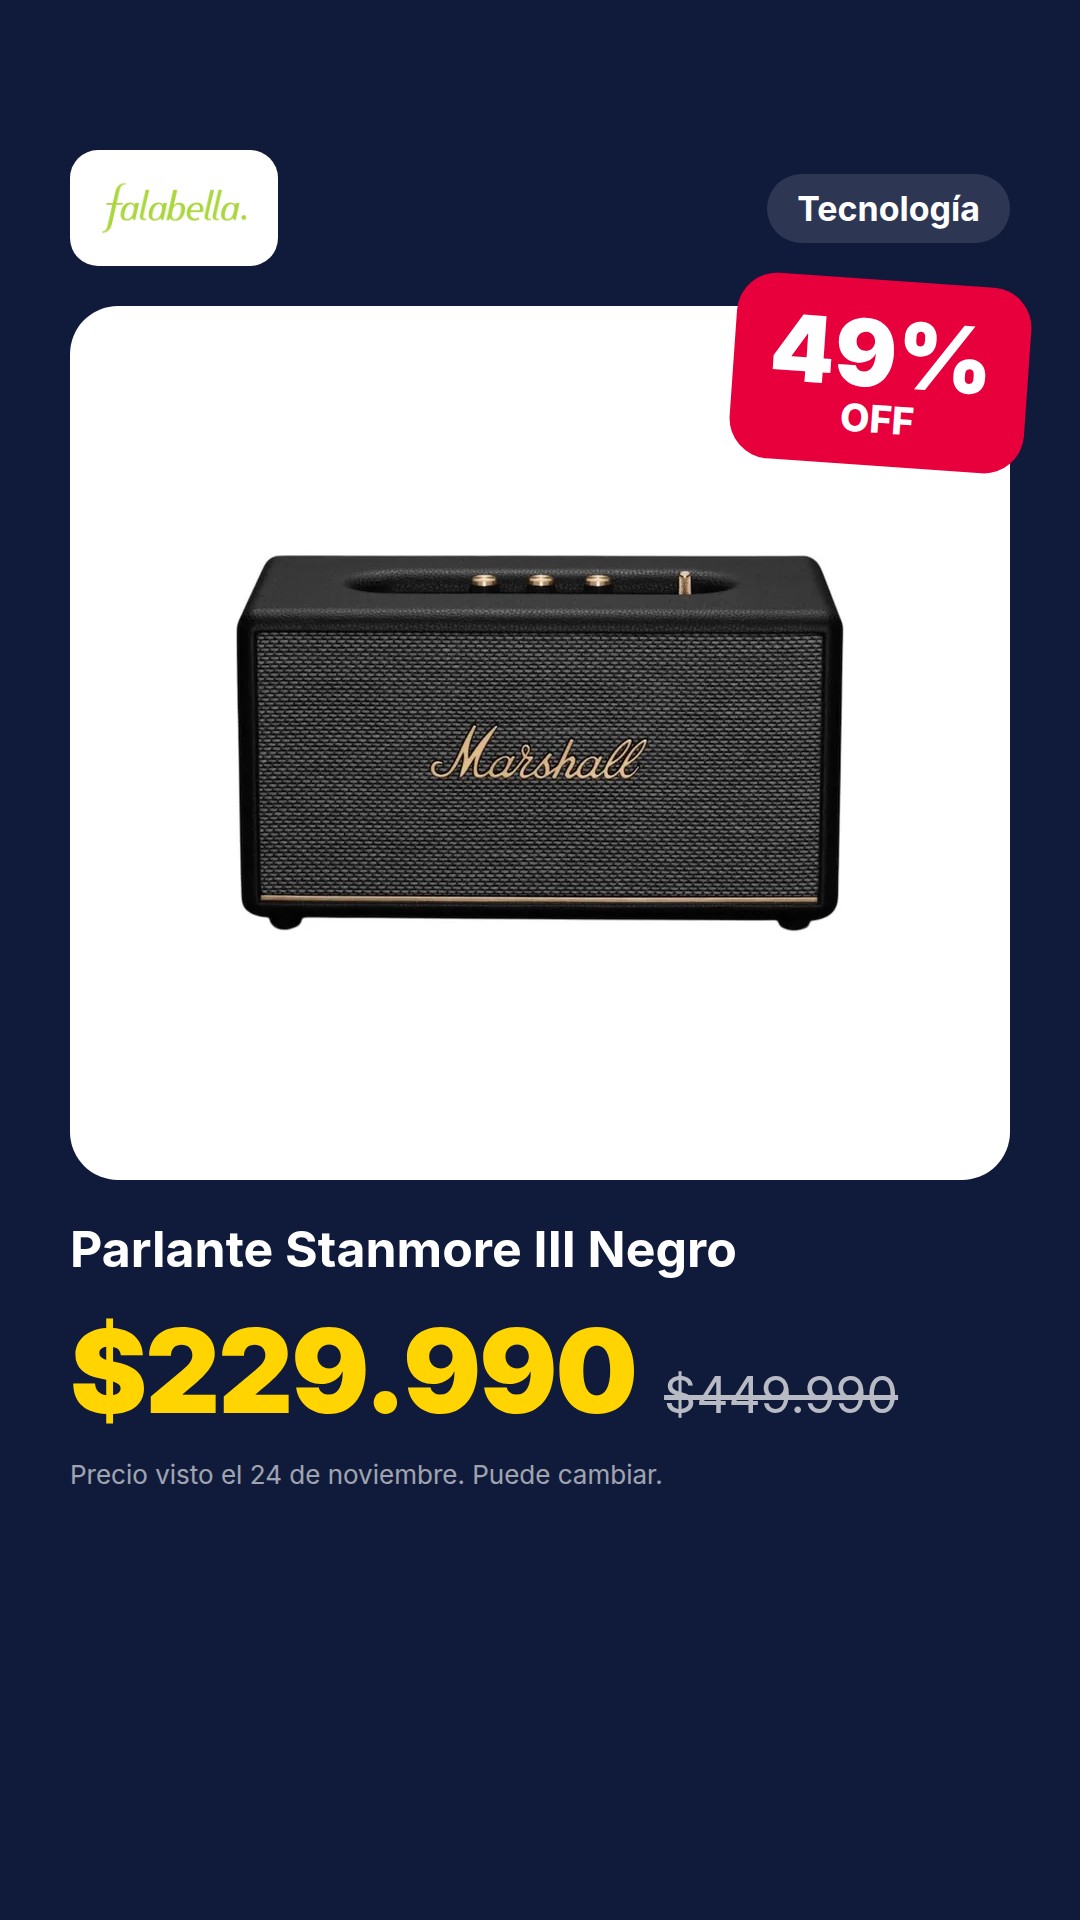 falabella.
Tecnología
49%
OFF
Marshall
Parlante Stanmore III Negro
$229.990 $449.990
Precio visto el 24 de noviembre. Puede cambiar.